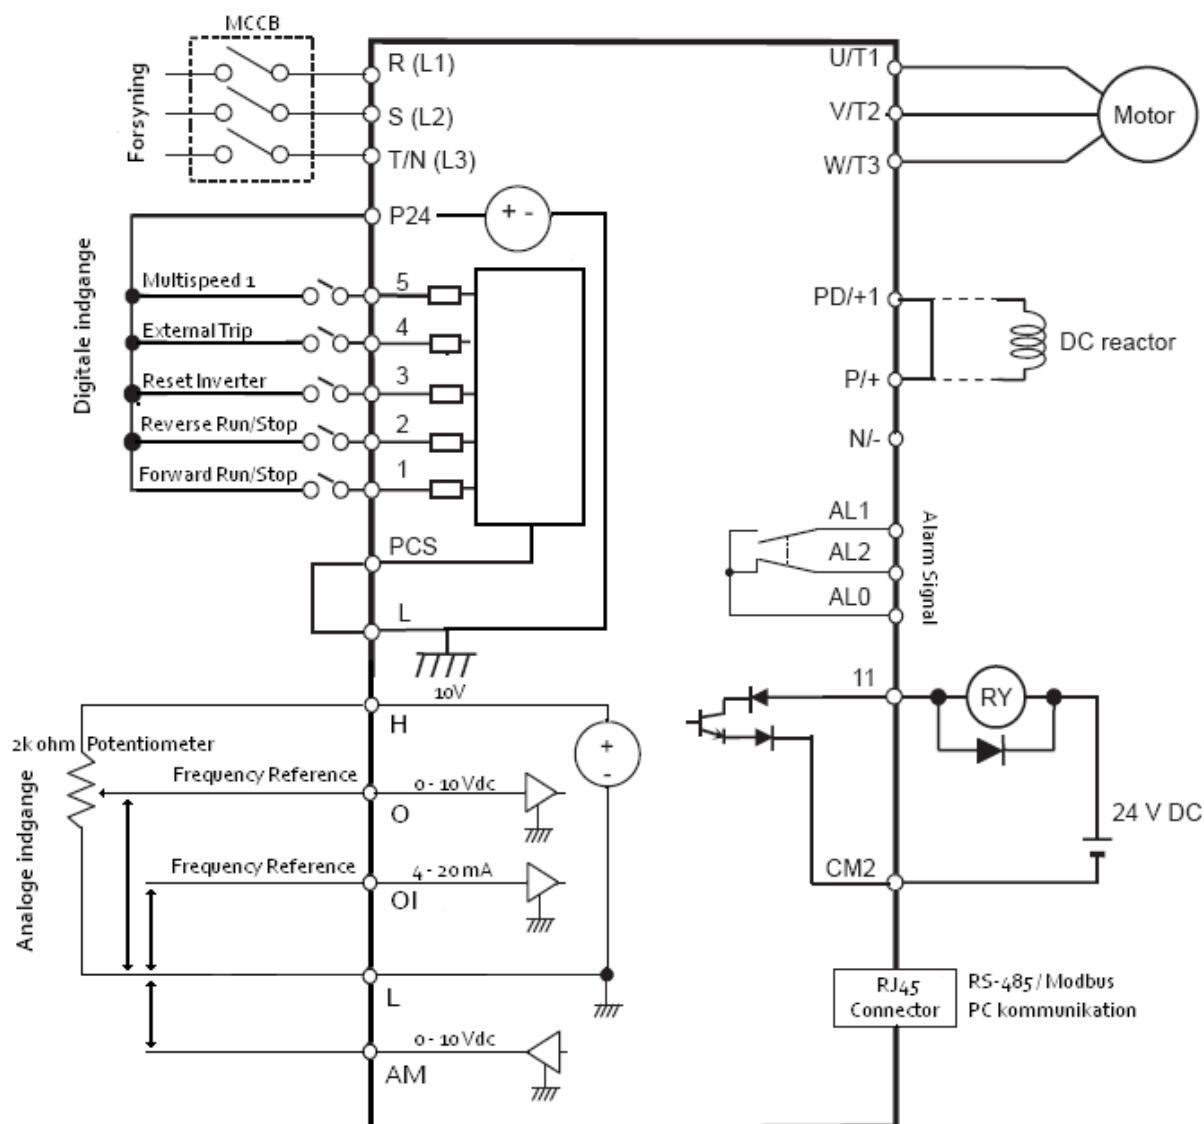 MCCB
Forsyning
R (L1)
S (L2)
T/N (L3)
U/T1
V/T2
W/T3
Motor
P24
+ -
Digitale indgange
Multispeed 1
5
External Trip
4
Reset Inverter
3
Reverse Run/Stop
2
Forward Run/Stop
1
PCS
L
PD/+1
P/+
DC reactor
N/-
AL1
AL2
AL0
Alarm Signal
10V
H
+
-
2k ohm Potentiometer
Analoge indgange
Frequency Reference
0 - 10 Vdc
O
Frequency Reference
4 - 20 mA
OI
L
0 - 10 Vdc
AM
11
RY
24 V DC
CM2
RJ45
Connector
RS-485 / Modbus
PC kommunikation